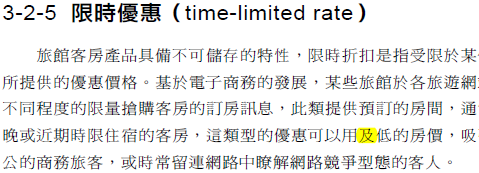 3-2-5 限時優惠（time-limited rate）
旅館客房產品具備不可儲存的特性，限時折扣是指受限於某
所提供的優惠價格。基於電子商務的發展，某些旅館於各旅遊網
不同程度的限量搶購客房的訂房訊息，此類提供預訂的房間，通
晚或近期時限住宿的客房，這類型的優惠可以用及低的房價，吸
公的商務旅客，或時常留連網路中瞭解網路競爭型態的客人。